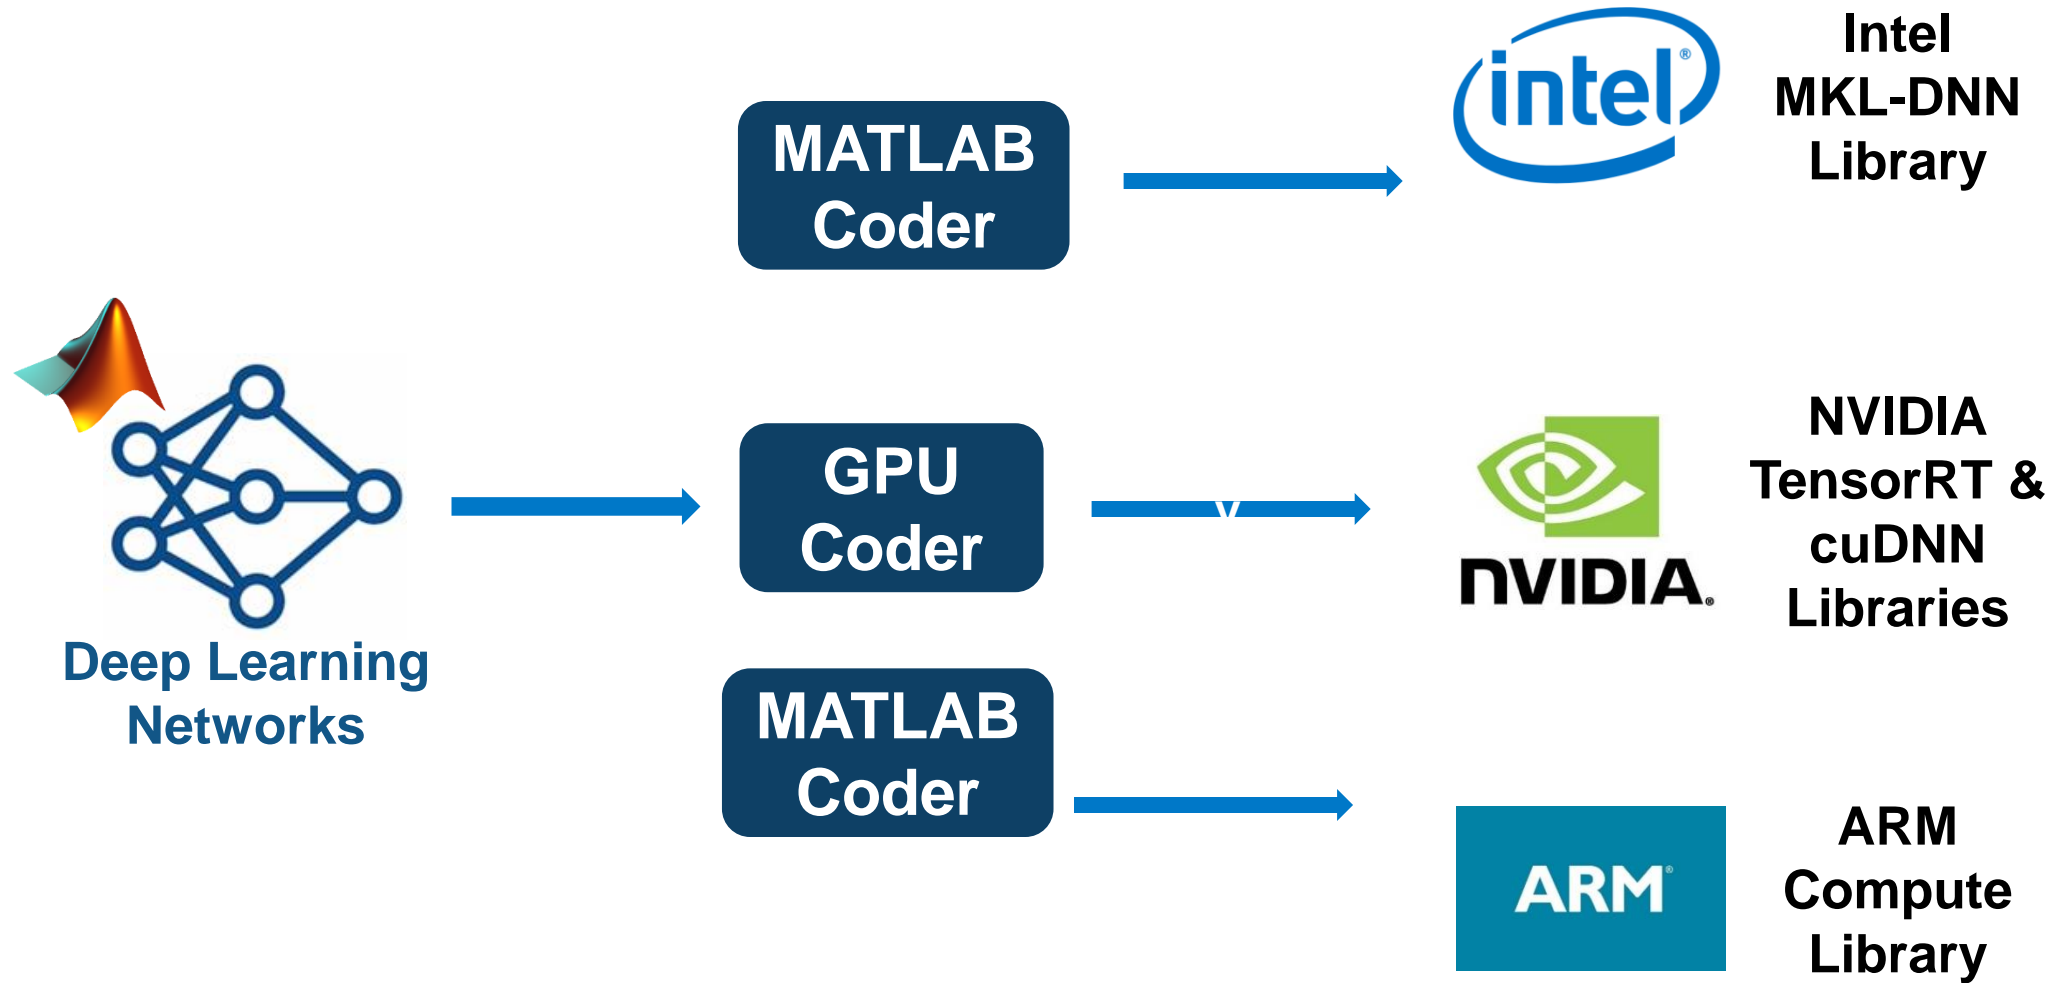 intel®
Intel
MKL-DNN
Library
MATLAB
Coder
Deep Learning
Networks
GPU
Coder
v
NVIDIA.
NVIDIA
TensorRT &
cuDNN
Libraries
MATLAB
Coder
ARM®
ARM
Compute
Library